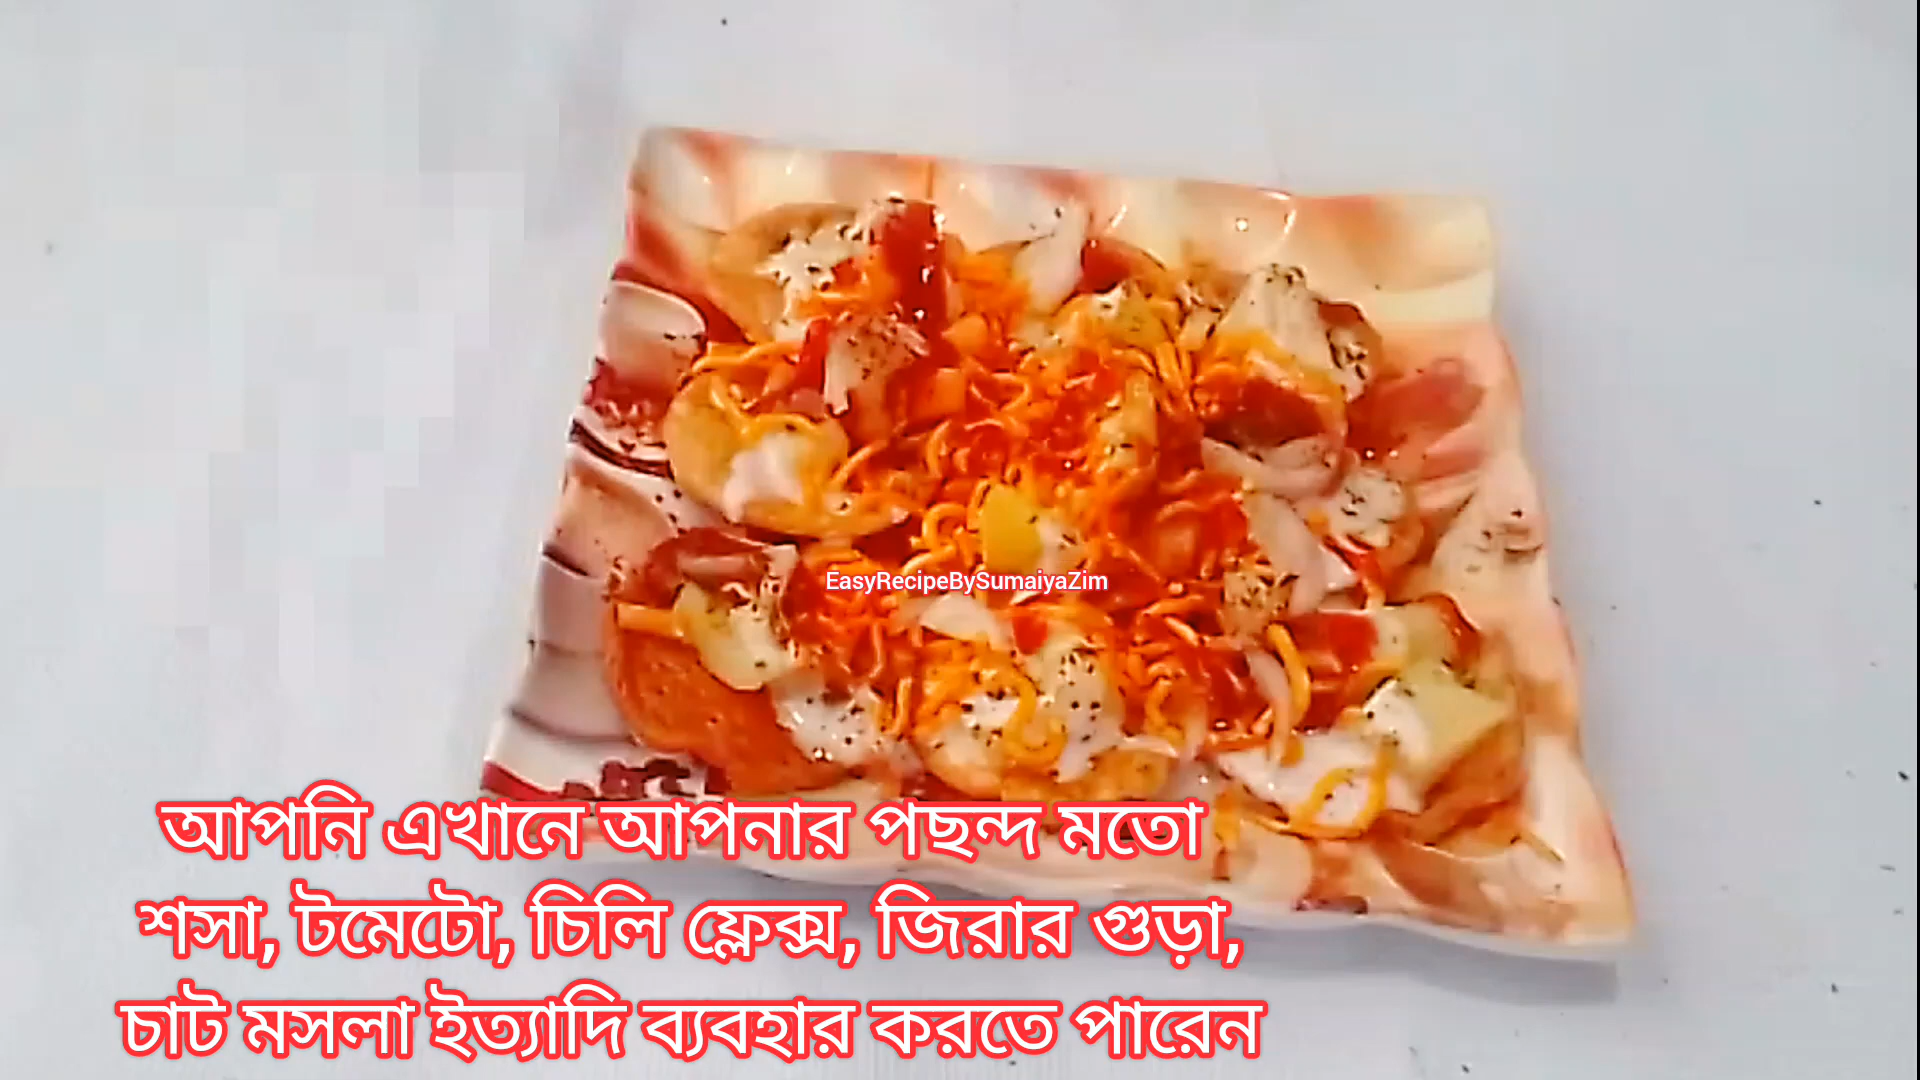 EasyRecipeBySumaiyaZim
আপনি এখানে আপনার পছন্দ মতো
শসা, টমেটো, চিলি ফ্লেক্স, জিরার গুড়া,
চাট মসলা ইত্যাদি ব্যবহার করতে পারেন